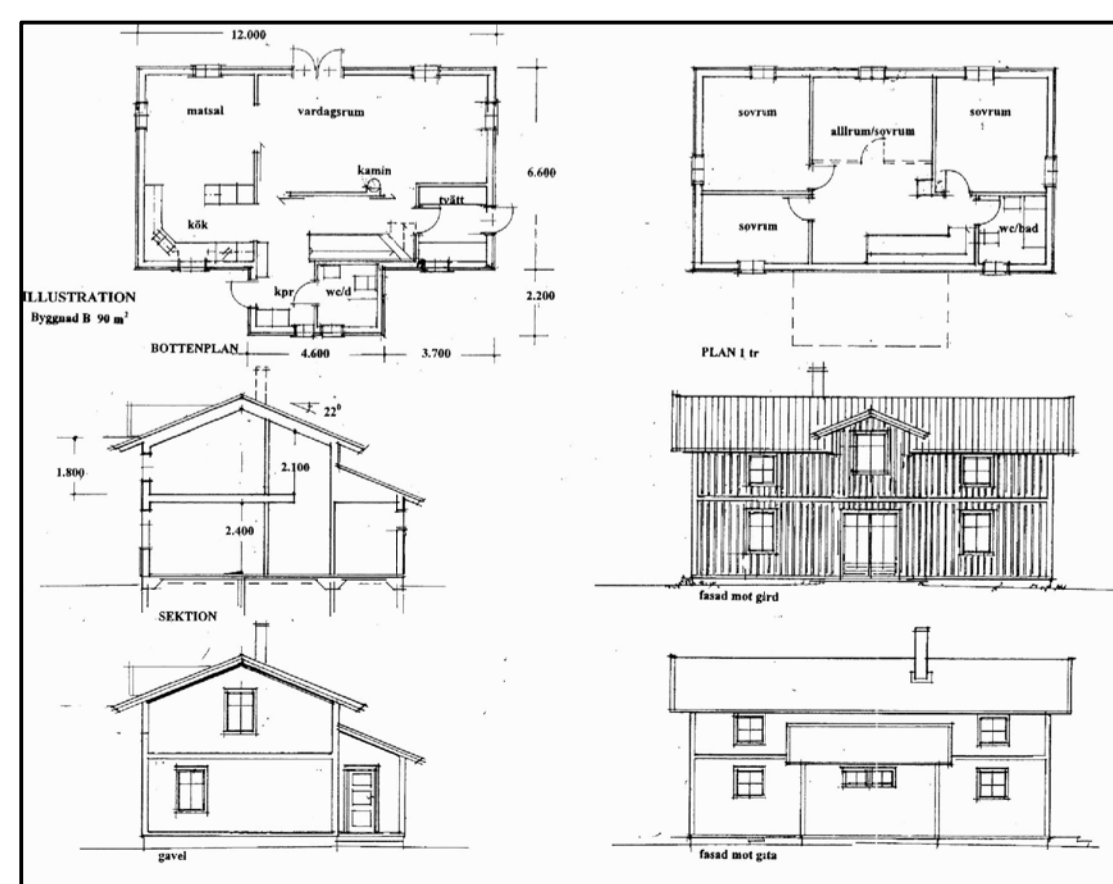 12.000
matsal
vardagsrum
kamin
tvätt
kök
6.600
2.200
kpr
wc/d
ILLUSTRATION
Byggnad B 90 m²
BOTTENPLAN
4.600
3.700
sovrum
alllrum/sovrum
sovrum
sovrum
wc/bad
PLAN 1 tr
22⁰
1.800
2.100
2.400
SEKTION
fasad mot gård
gavel
fasad mot gata